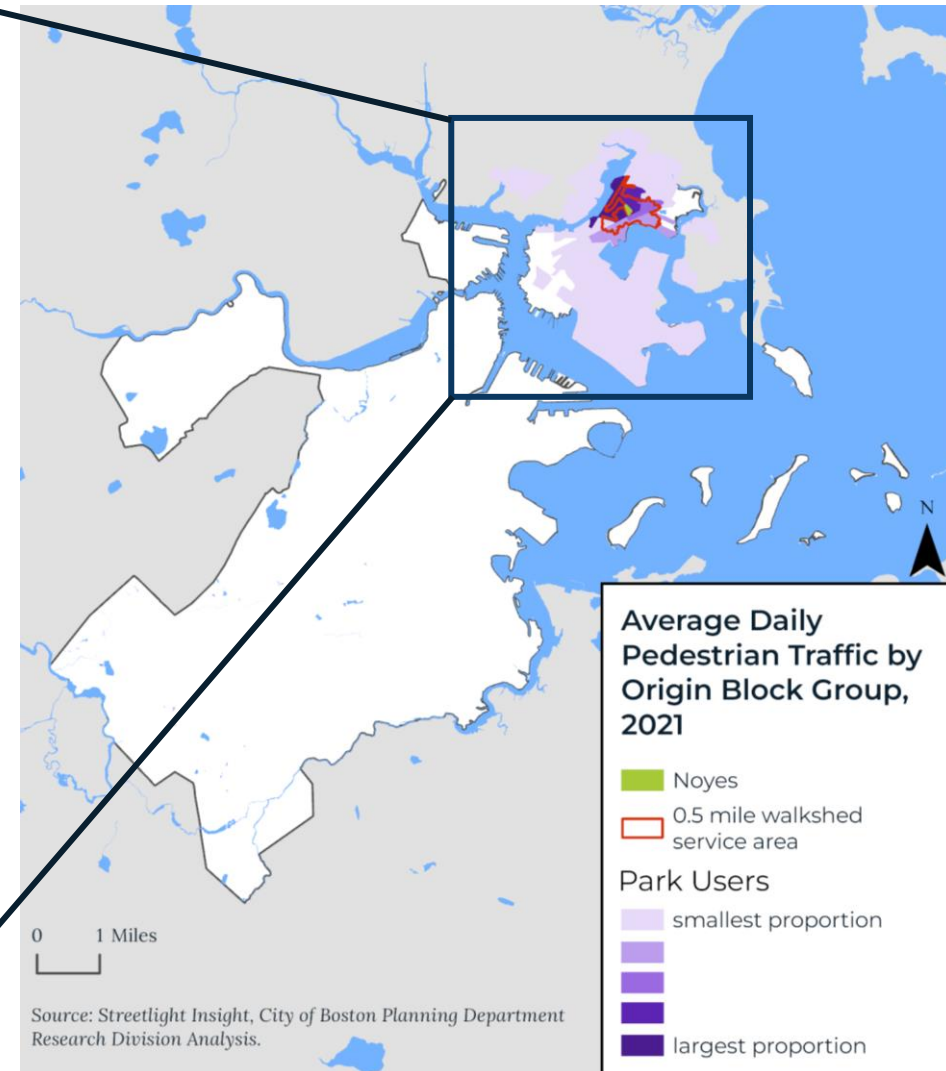 N
Average Daily
Pedestrian Traffic by
Origin Block Group,
2021
Noyes
0.5 mile walkshed
service area
Park Users
smallest proportion
largest proportion
0 1 Miles
Source: Streetlight Insight, City of Boston Planning Department
Research Division Analysis.